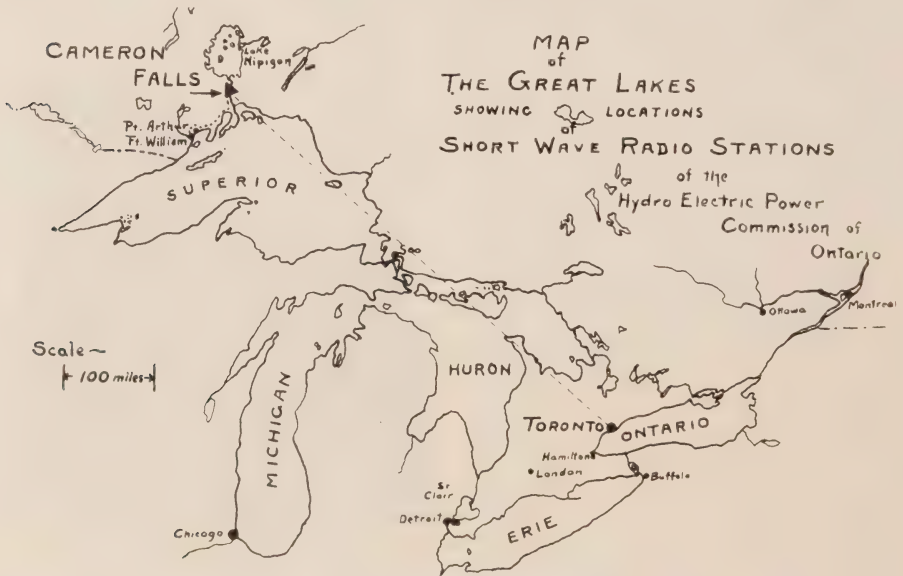 MAP
of
THE GREAT LAKES
SHOWING LOCATIONS
of
SHORT WAVE RADIO STATIONS
of the
Hydro Electric Power
Commission of
Ontario
CAMERON
FALLS
Lake
Nipigon
Pt. Arthur
Ft. William
SUPERIOR
Scale ~
100 miles
MICHIGAN
HURON
Chicago
St
Clair
Detroit
ERIE
TORONTO
ONTARIO
Hamilton
London
Buffalo
Ottawa
Montreal